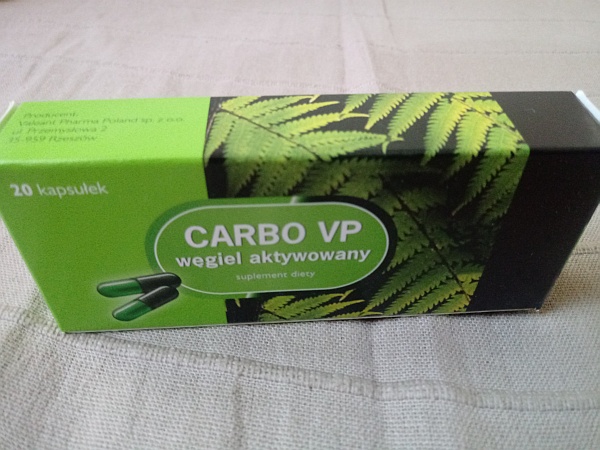 Producent:
Valeant Pharma Poland sp. z o.o.
ul. Przemysłowa 2
35-959 Rzeszów
20 kapsułek
CARBO VP
węgiel aktywowany
suplement diety